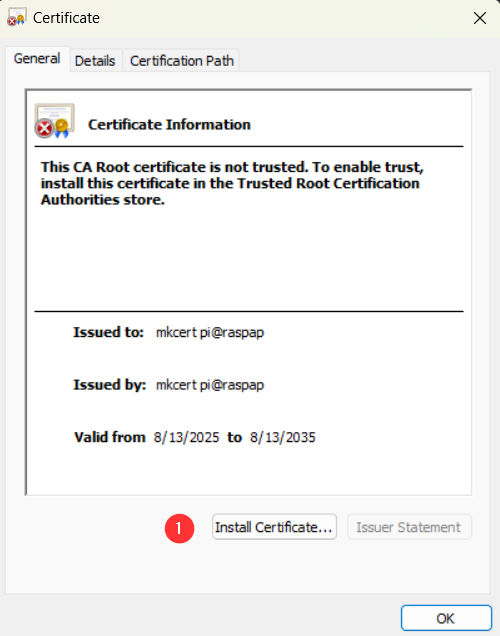 Certificate
General
Details
Certification Path
Certificate Information
This CA Root certificate is not trusted. To enable trust,
install this certificate in the Trusted Root Certification
Authorities store.
Issued to: mkcert pi@raspap
Issued by: mkcert pi@raspap
Valid from 8/13/2025 to 8/13/2035
1
Install Certificate...
Issuer Statement
OK